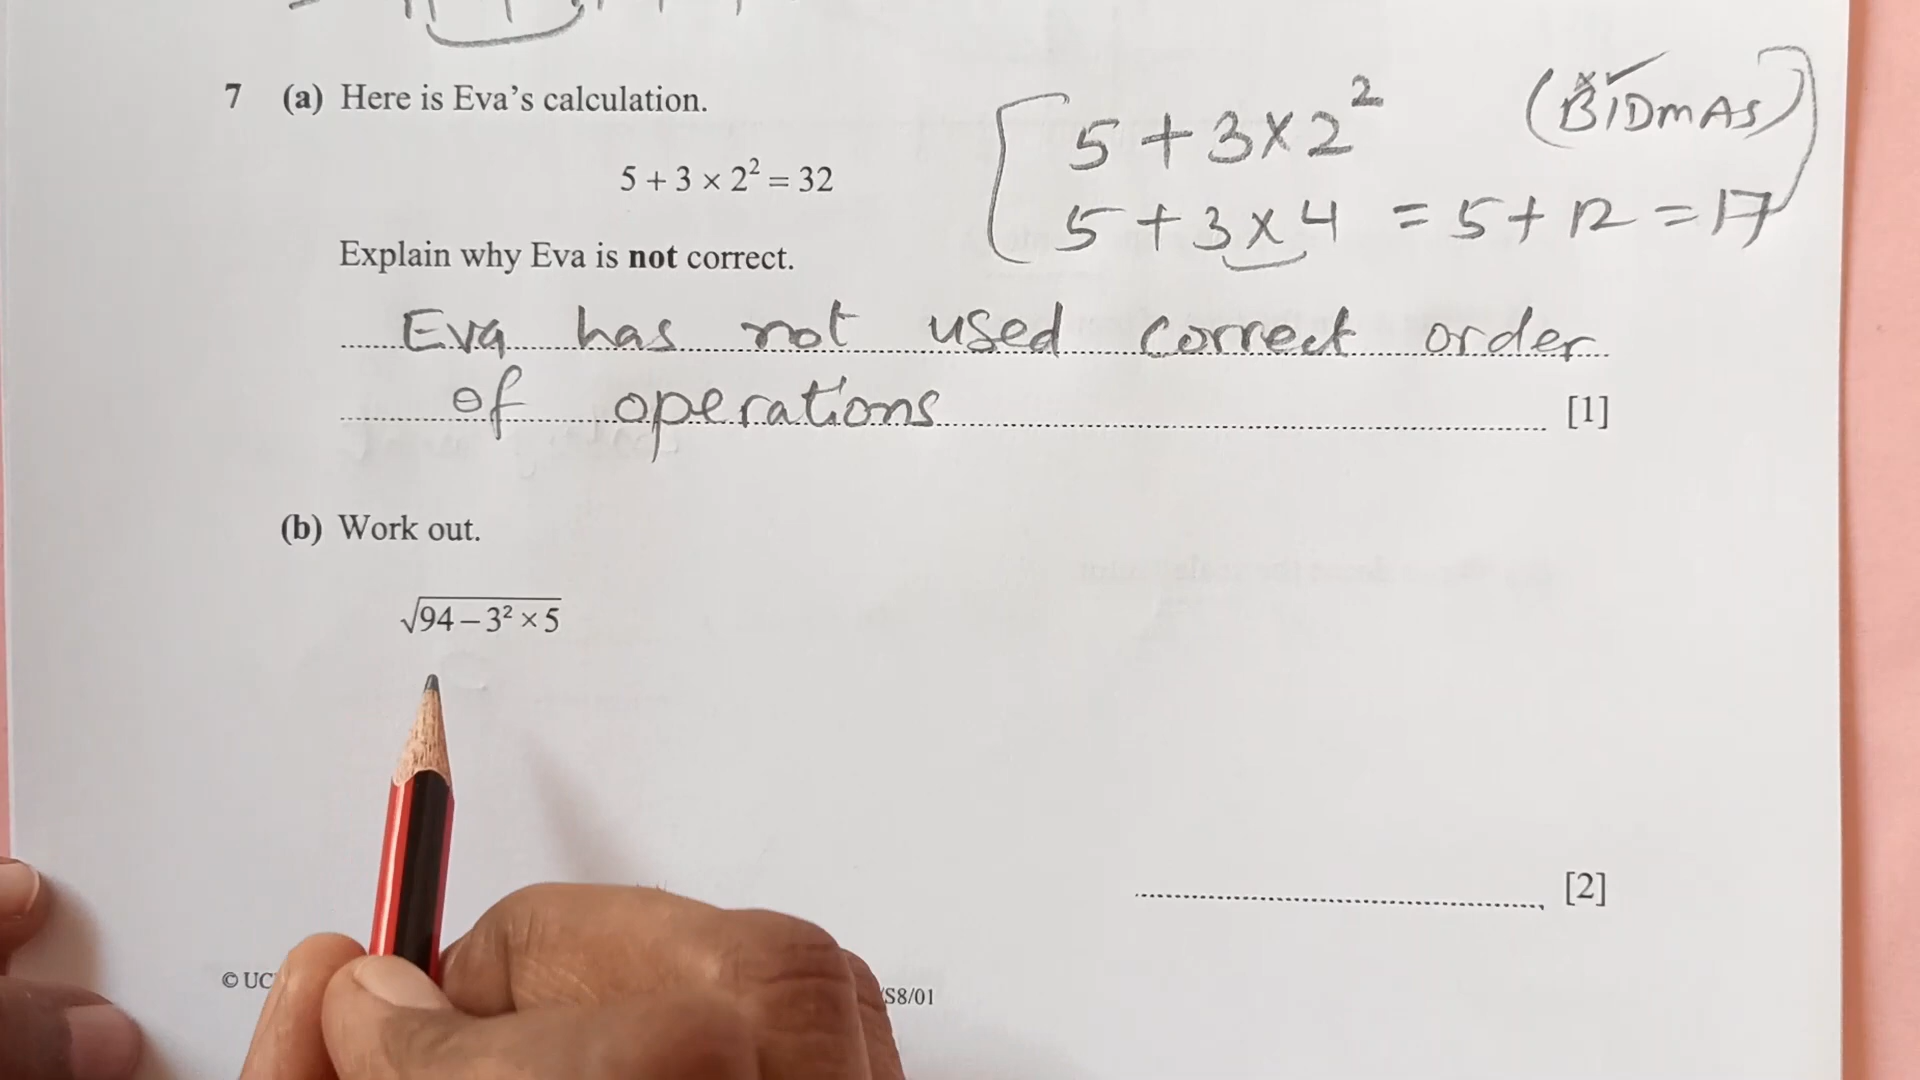 7 (a) Here is Eva's calculation.
5 + 3 × 2² = 32
5 + 3 × 2²
(BIDMAS)
5 + 3 × 4 = 5 + 12 = 17
Explain why Eva is not correct.
Eva has not used correct order
of operations [1]
(b) Work out.
√94 – 3² × 5
[2]
© UC
/S8/01